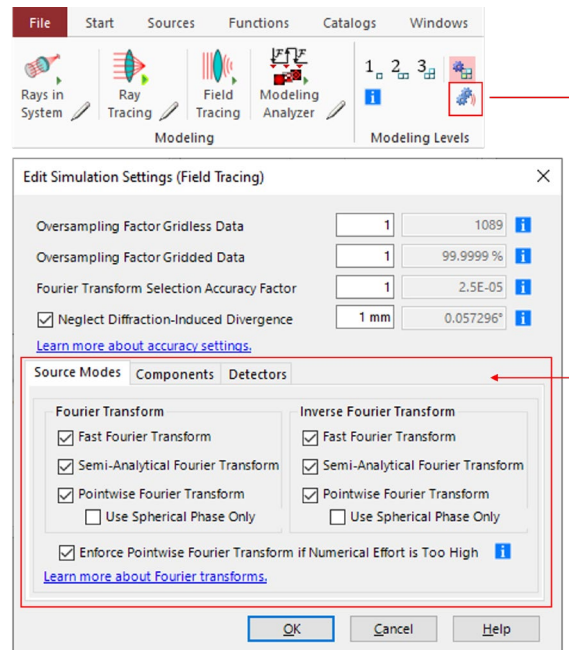 File Start Sources Functions Catalogs Windows
Rays in System
Ray Tracing
Field Tracing
Modeling Analyzer
1 2 3
Modeling
Modeling Levels
Edit Simulation Settings (Field Tracing)
Oversampling Factor Gridless Data 1 1089
Oversampling Factor Gridded Data 1 99.9999 %
Fourier Transform Selection Accuracy Factor 1 2.5E-05
Neglect Diffraction-Induced Divergence 1 mm 0.057296°
Learn more about accuracy settings.
Source Modes Components Detectors
Fourier Transform
Fast Fourier Transform
Semi-Analytical Fourier Transform
Pointwise Fourier Transform
Use Spherical Phase Only
Inverse Fourier Transform
Fast Fourier Transform
Semi-Analytical Fourier Transform
Pointwise Fourier Transform
Use Spherical Phase Only
Enforce Pointwise Fourier Transform if Numerical Effort is Too High
Learn more about Fourier transforms.
OK Cancel Help